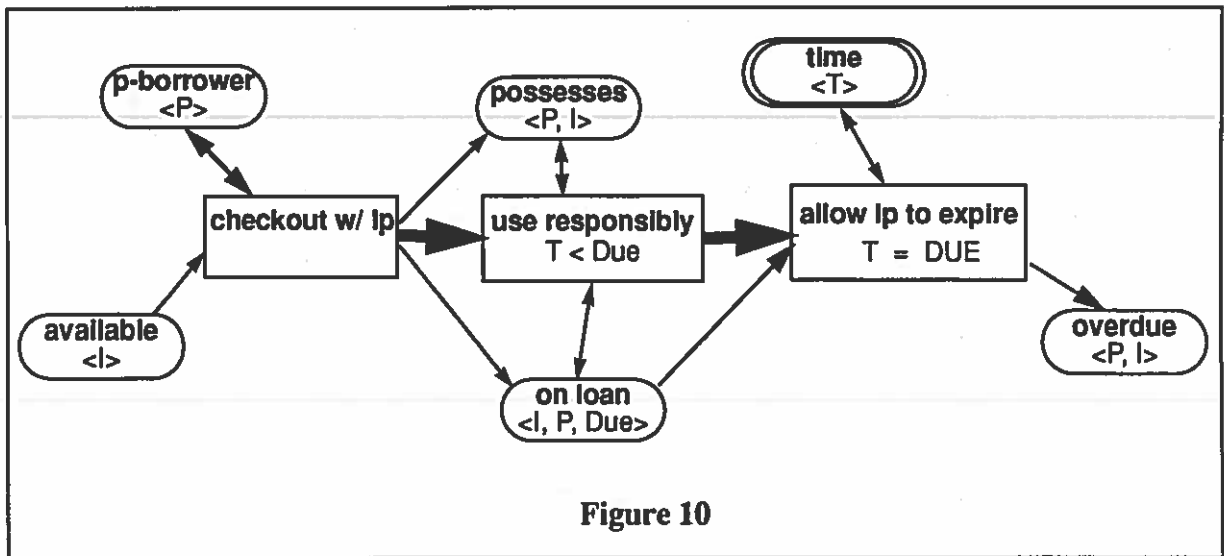 p-borrower
<P>
possesses
<P, I>
time
<T>
checkout w/ lp
use responsibly
T < Due
allow lp to expire
T = DUE
available
<I>
on loan
<I, P, Due>
overdue
<P, I>
Figure 10